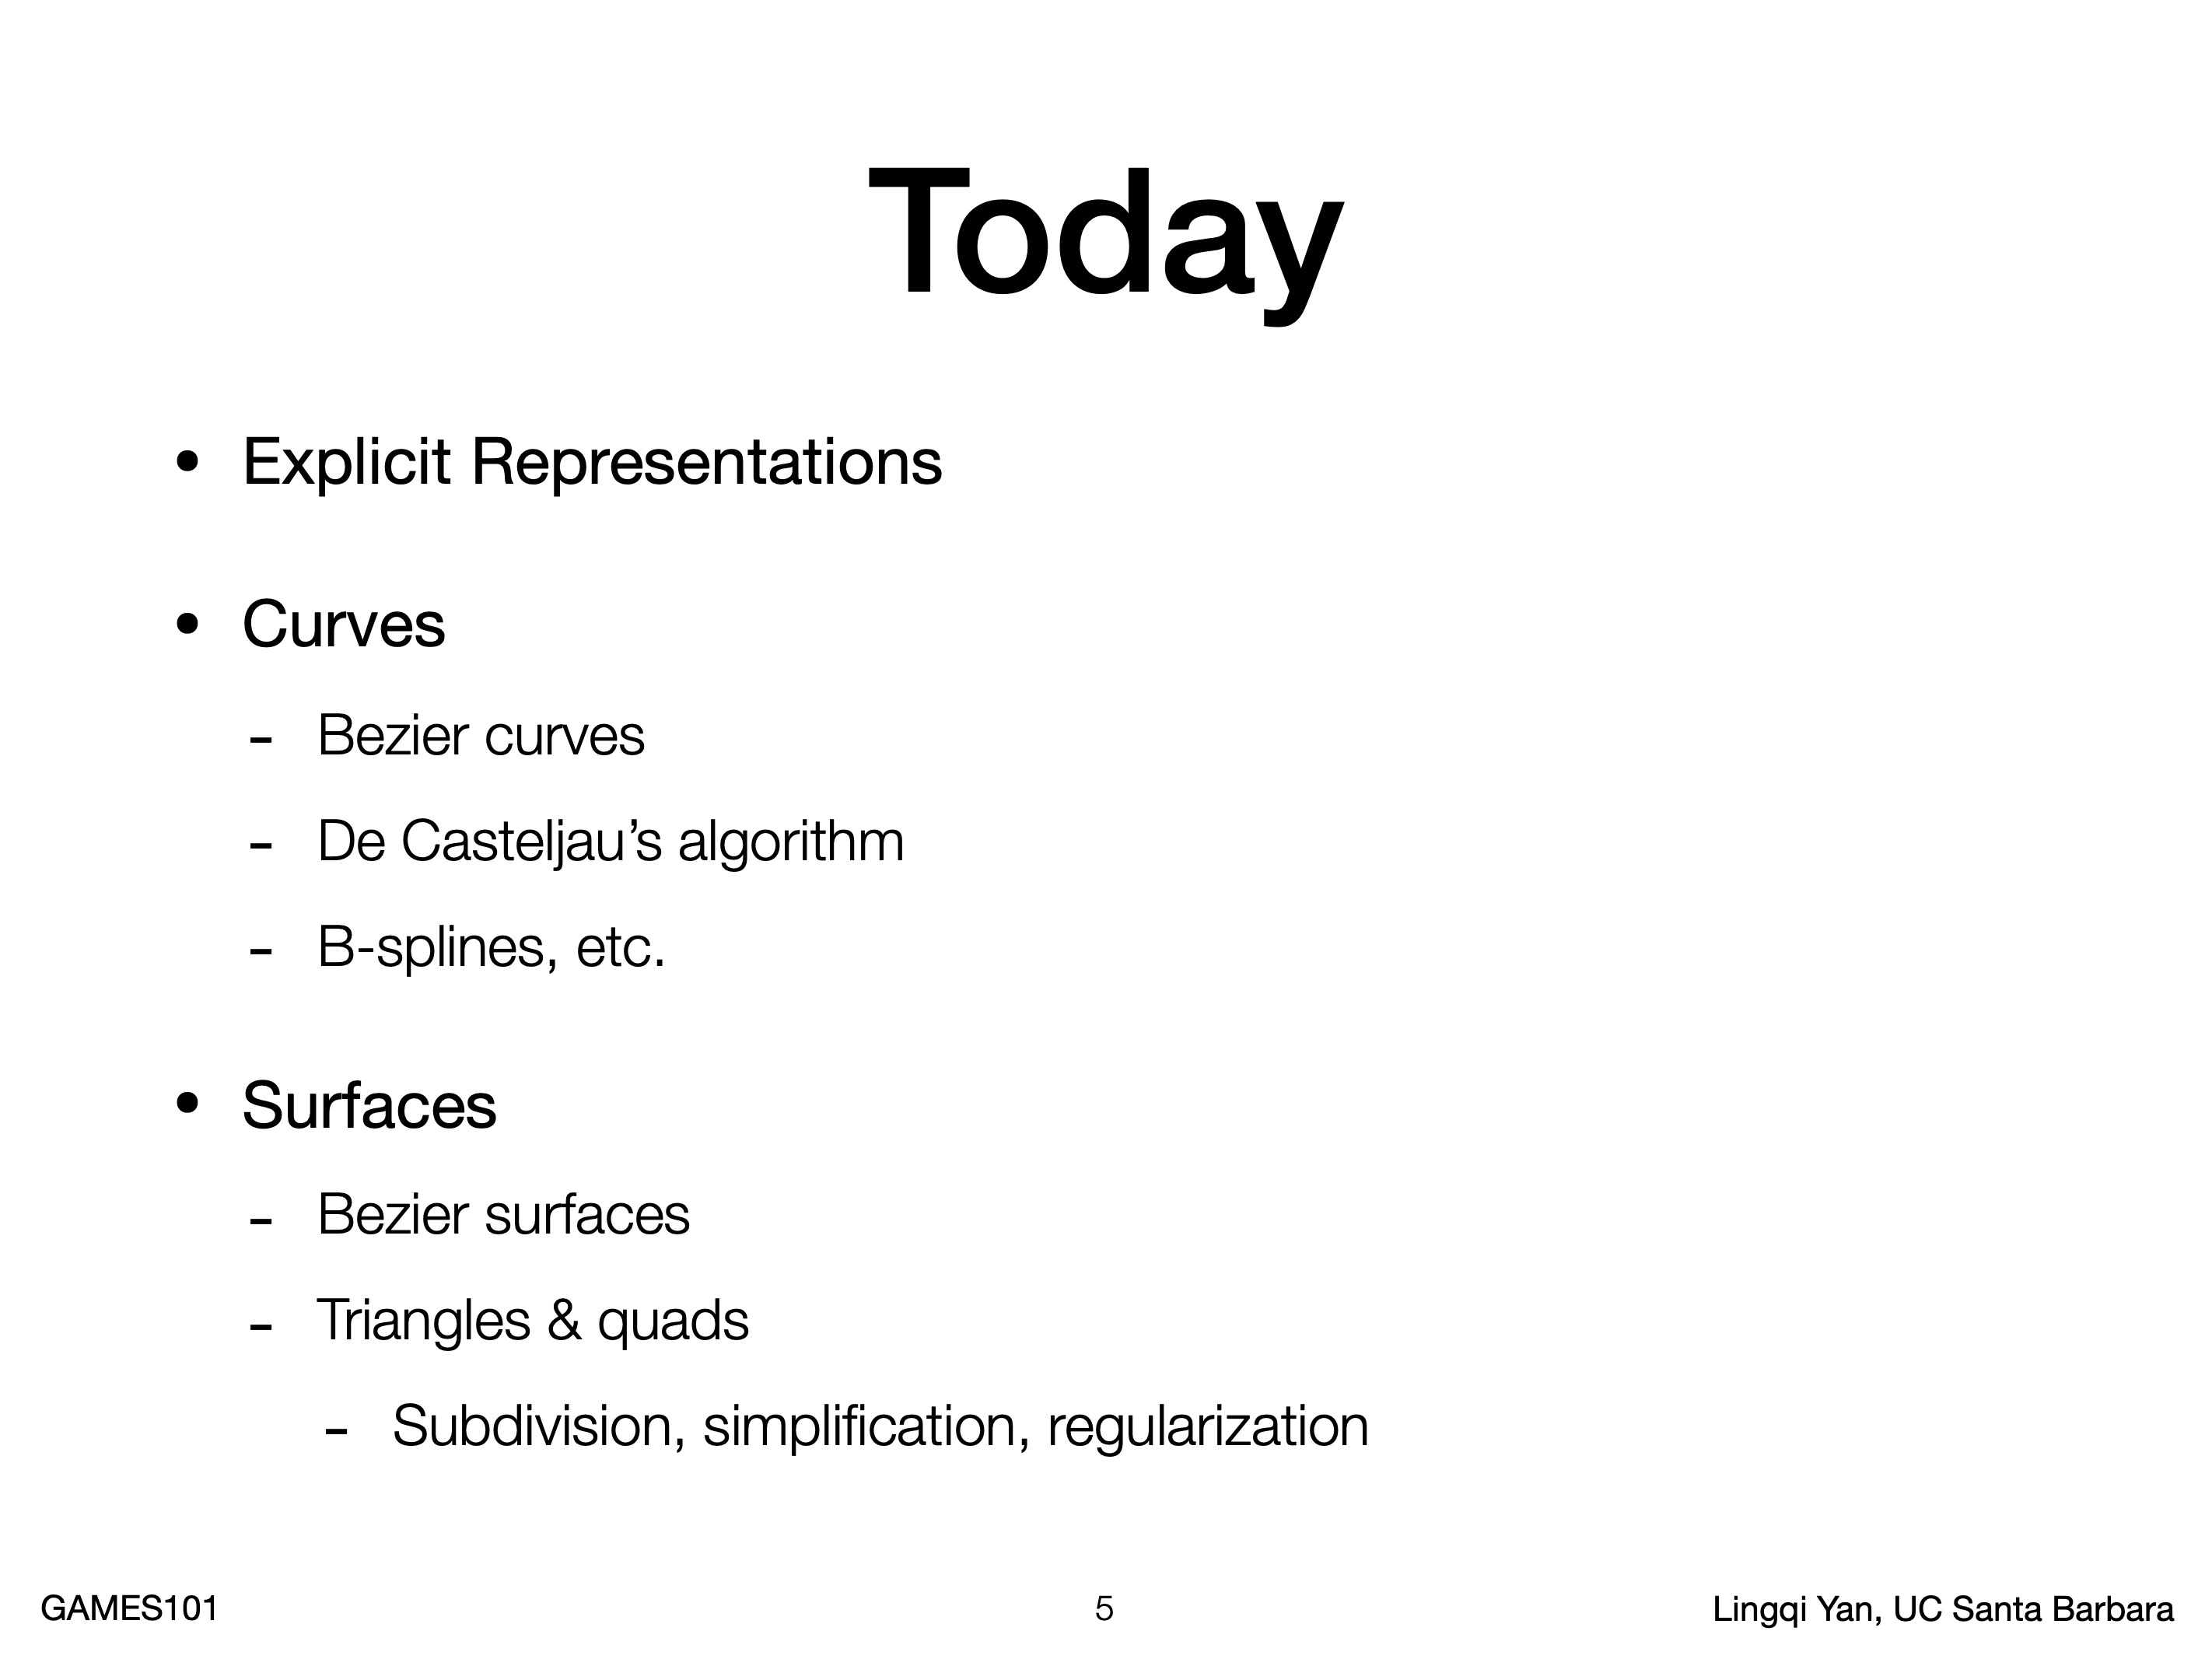 Today
• Explicit Representations
• Curves
- Bezier curves
- De Casteljau’s algorithm
- B-splines, etc.
• Surfaces
- Bezier surfaces
- Triangles & quads
- Subdivision, simplification, regularization
GAMES101
5
Lingqi Yan, UC Santa Barbara